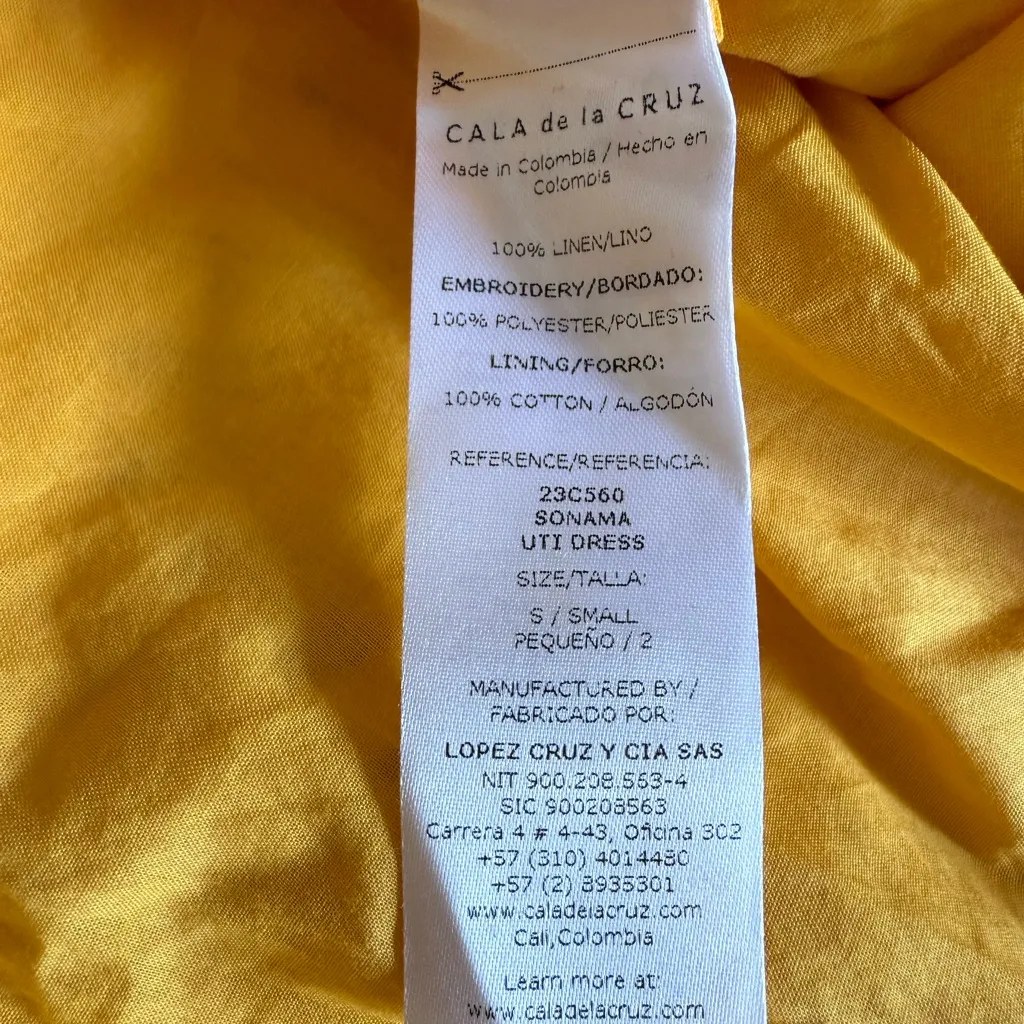 CALA de la CRUZ
Made in Colombia / Hecho en
Colombia
100% LINEN/LINO
EMBROIDERY/BORDADO:
100% POLYESTER/POLIESTER
LINING/FORRO:
100% COTTON / ALGODÓN
REFERENCE/REFERENCIA:
23C560
SONAMA
UTI DRESS
SIZE/TALLA:
S / SMALL
PEQUEÑO / 2
MANUFACTURED BY /
FABRICADO POR:
LOPEZ CRUZ Y CIA SAS
NIT 900.208.563-4
SIC 900208563
Carrera 4 # 4-43, Oficina 302
+57 (310) 4014480
+57 (2) 8935301
www.caladelacruz.com
Cali,Colombia
Learn more at:
www.caladelacruz.com